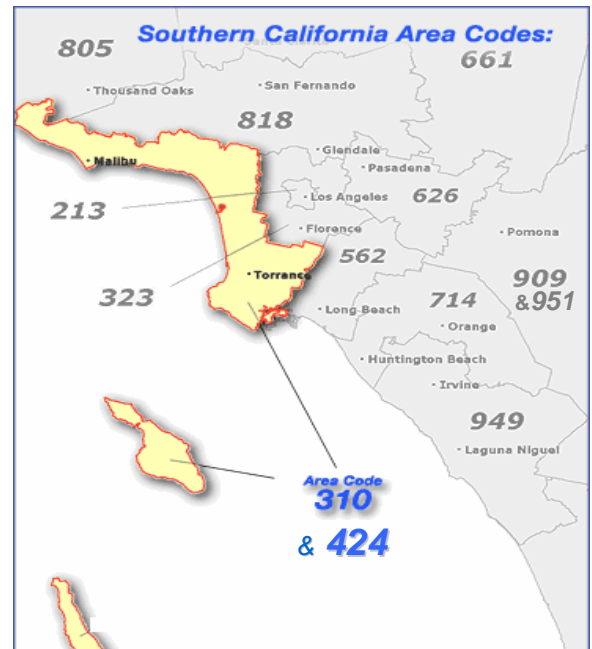 Southern California Area Codes:
805
661
Santa Clarita
Thousand Oaks
San Fernando
818
Glendale
Malibu
Pasadena
Los Angeles
626
213
Florence
Pomona
562
Torrance
909
&951
323
714
Long Beach
Orange
Huntington Beach
Irvine
949
Laguna Niguel
Area Code
310
& 424